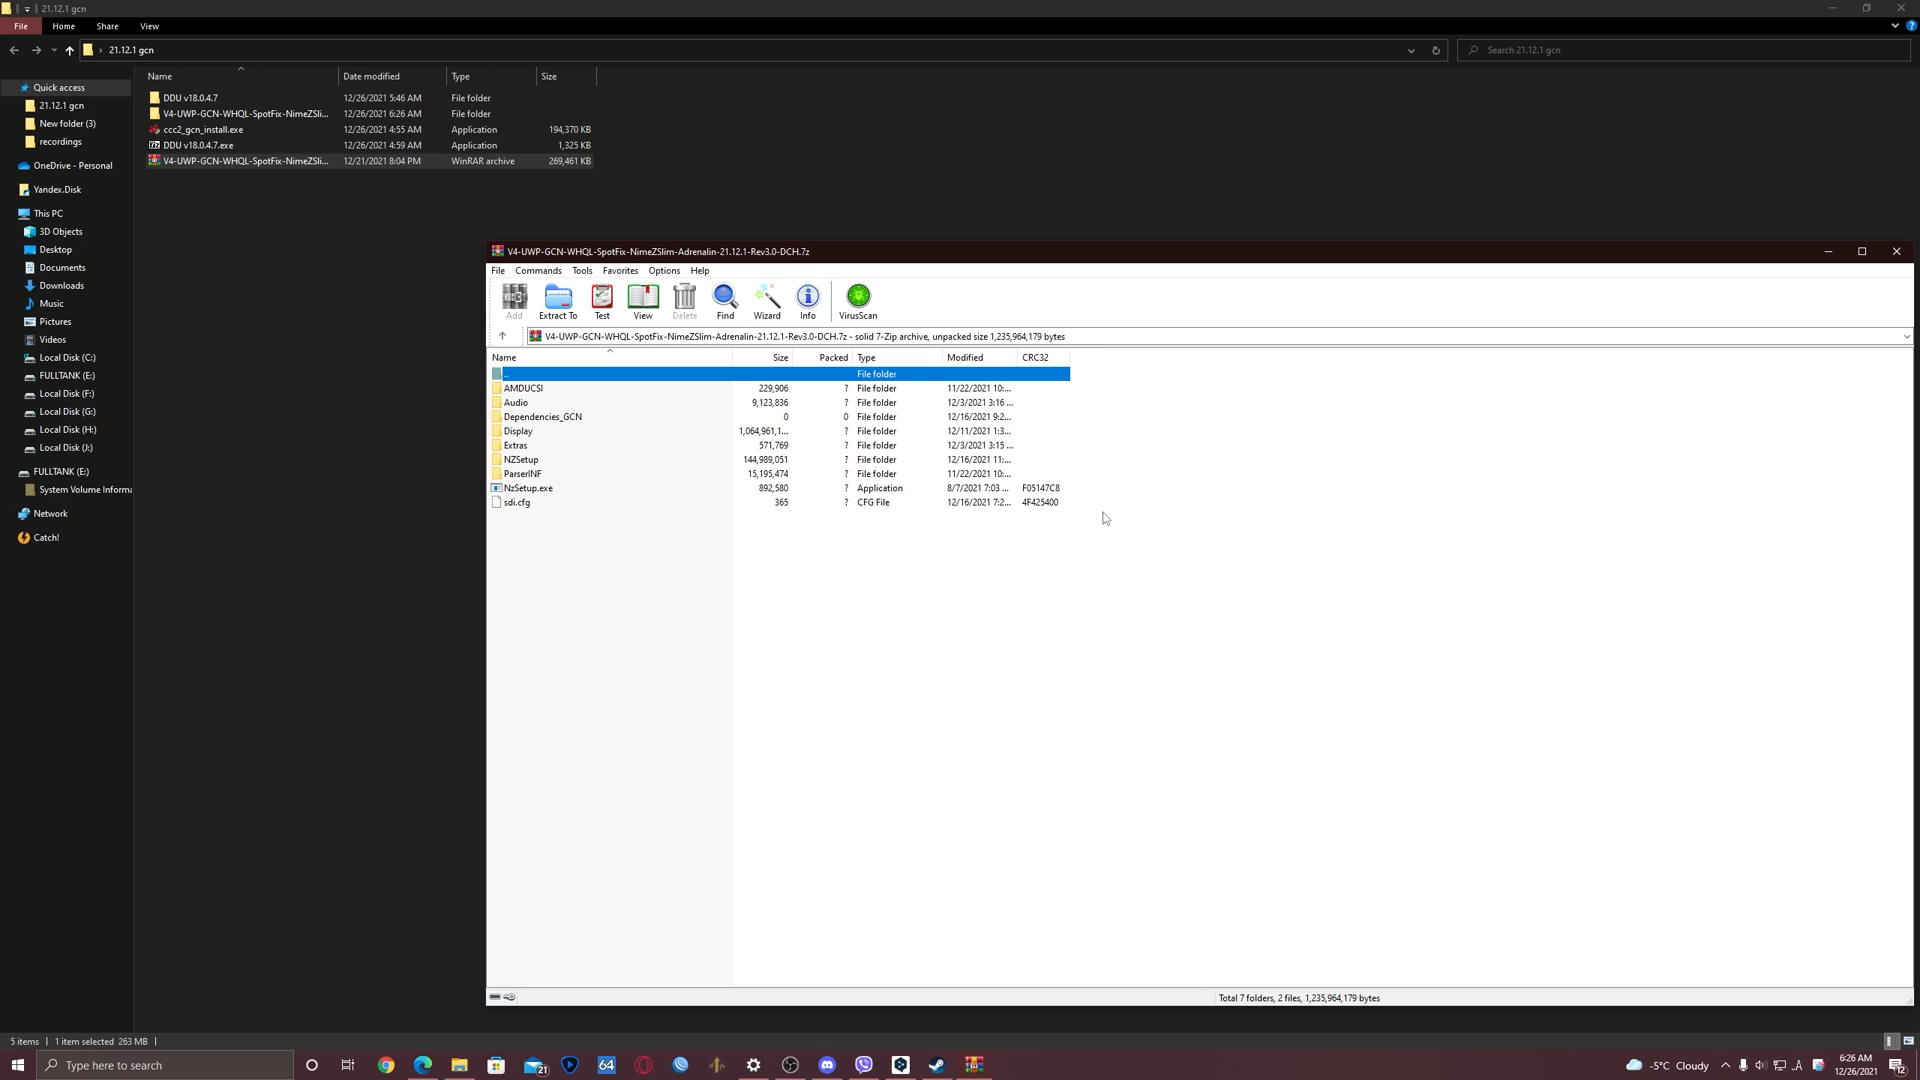 21.12.1 gcn
File Home Share View
21.12.1 gcn
Search 21.12.1 gcn
Name Date modified Type Size
DDU v18.0.4.7 12/26/2021 5:46 AM File folder
V4-UWP-GCN-WHQL-SpotFix-NimeZSli... 12/26/2021 6:26 AM File folder
ccc2_gcn_install.exe 12/26/2021 4:55 AM Application 194,370 KB
DDU v18.0.4.7.exe 12/26/2021 4:59 AM Application 1,325 KB
V4-UWP-GCN-WHQL-SpotFix-NimeZSli... 12/21/2021 8:04 PM WinRAR archive 269,461 KB
Quick access
21.12.1 gcn
New folder (3)
recordings
OneDrive - Personal
Yandex.Disk
This PC
3D Objects
Desktop
Documents
Downloads
Music
Pictures
Videos
Local Disk (C:)
FULLTANK (E:)
Local Disk (F:)
Local Disk (G:)
Local Disk (H:)
Local Disk (J:)
FULLTANK (E:)
System Volume Informa
Network
Catch!
V4-UWP-GCN-WHQL-SpotFix-NimeZSlim-Adrenalin-21.12.1-Rev3.0-DCH.7z
File Commands Tools Favorites Options Help
Add Extract To Test View Delete Find Wizard Info VirusScan
V4-UWP-GCN-WHQL-SpotFix-NimeZSlim-Adrenalin-21.12.1-Rev3.0-DCH.7z - solid 7-Zip archive, unpacked size 1,235,964,179 bytes
Name Size Packed Type Modified CRC32
.. File folder
AMDUCSI 229,906 ? File folder 11/22/2021 10:...
Audio 9,123,836 ? File folder 12/3/2021 3:16 ...
Dependencies_GCN 0 0 File folder 12/16/2021 9:2...
Display 1,064,961,1... ? File folder 12/11/2021 1:3...
Extras 571,769 ? File folder 12/3/2021 3:15 ...
NZSetup 144,989,051 ? File folder 12/16/2021 11:...
ParserINF 15,195,474 ? File folder 11/22/2021 10:...
NzSetup.exe 892,580 ? Application 8/7/2021 7:03 ... F05147C8
sdi.cfg 365 ? CFG File 12/16/2021 7:2... 4F425400
Total 7 folders, 2 files, 1,235,964,179 bytes
5 items 1 item selected 263 MB
Type here to search
21
64
-5°C Cloudy
6:26 AM
12/26/2021
12